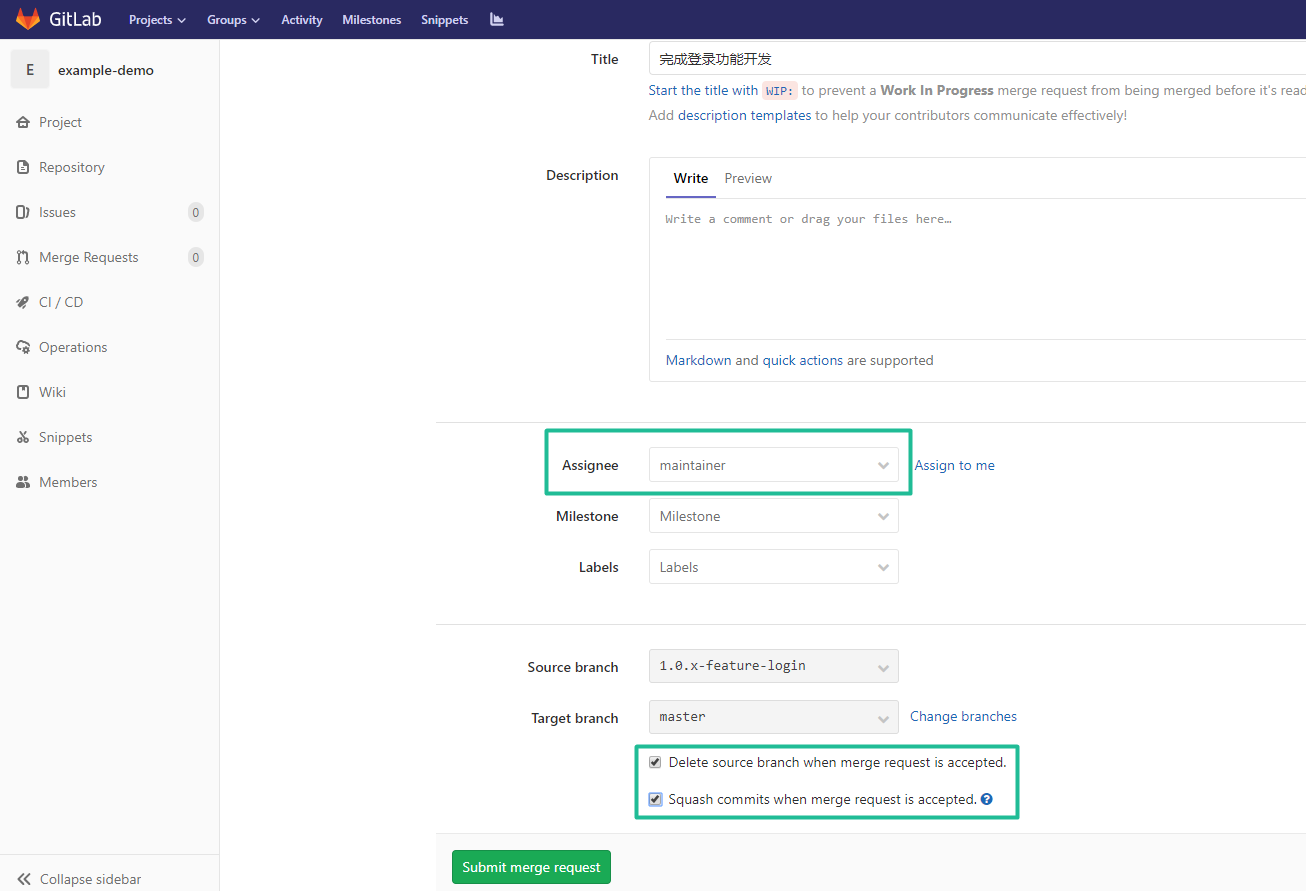 GitLab Projects Groups Activity Milestones Snippets
E example-demo
Project
Repository
Issues 0
Merge Requests 0
CI / CD
Operations
Wiki
Snippets
Members
Collapse sidebar
Title 完成登录功能开发
Start the title with WIP: to prevent a Work In Progress merge request from being merged before it's read
Add description templates to help your contributors communicate effectively!
Description Write Preview
Write a comment or drag your files here…
Markdown and quick actions are supported
Assignee maintainer Assign to me
Milestone Milestone
Labels Labels
Source branch 1.0.x-feature-login
Target branch master Change branches
Delete source branch when merge request is accepted.
Squash commits when merge request is accepted. ?
Submit merge request